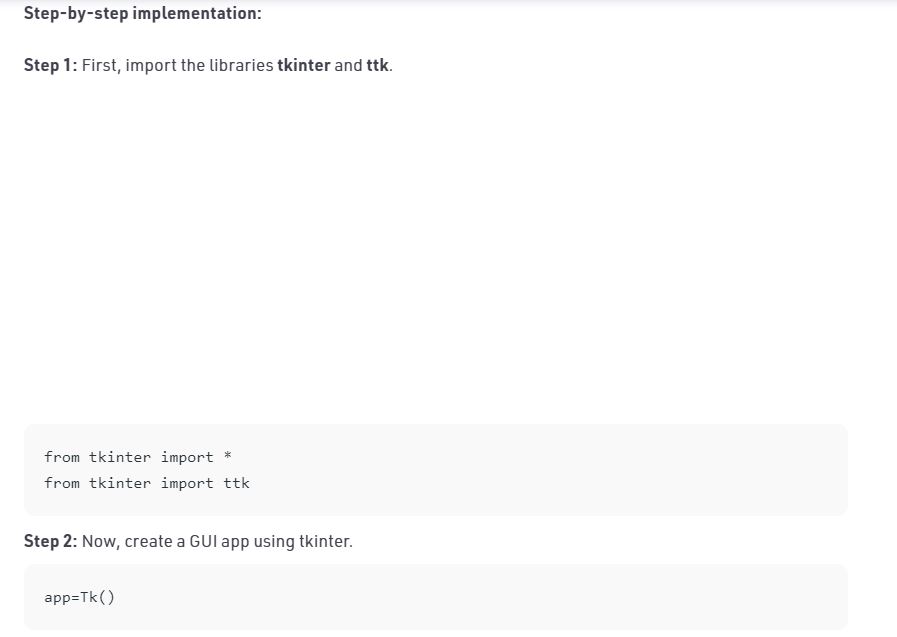 Step-by-step implementation:
Step 1: First, import the libraries tkinter and ttk.
from tkinter import *
from tkinter import ttk
Step 2: Now, create a GUI app using tkinter.
app=Tk()